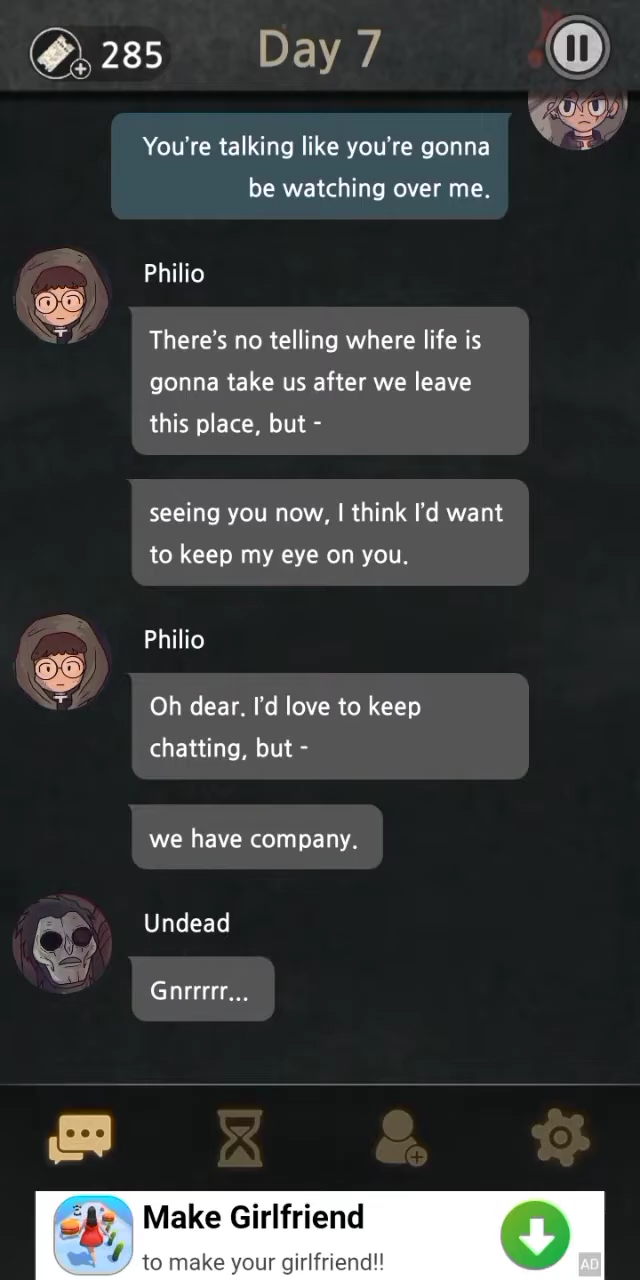 285
Day 7
You're talking like you're gonna
be watching over me.
Philio
There's no telling where life is
gonna take us after we leave
this place, but -
seeing you now, I think I'd want
to keep my eye on you.
Philio
Oh dear. I'd love to keep
chatting, but -
we have company.
Undead
Gnrrrrr...
Make Girlfriend
to make your girlfriend!!
AD